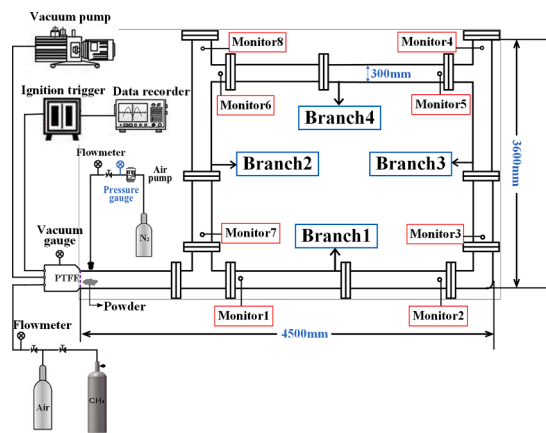 Vacuum pump
Monitor8
Monitor4
300mm
Monitor6
Monitor5
Ignition trigger
Data recorder
Branch4
Flowmeter
Air
pump
Pressure
gauge
Branch2
Branch3
3600mm
N₂
Vacuum
gauge
Monitor7
Branch1
Monitor3
PTFE
Powder
Monitor1
Monitor2
4500mm
Flowmeter
Air
CH₄